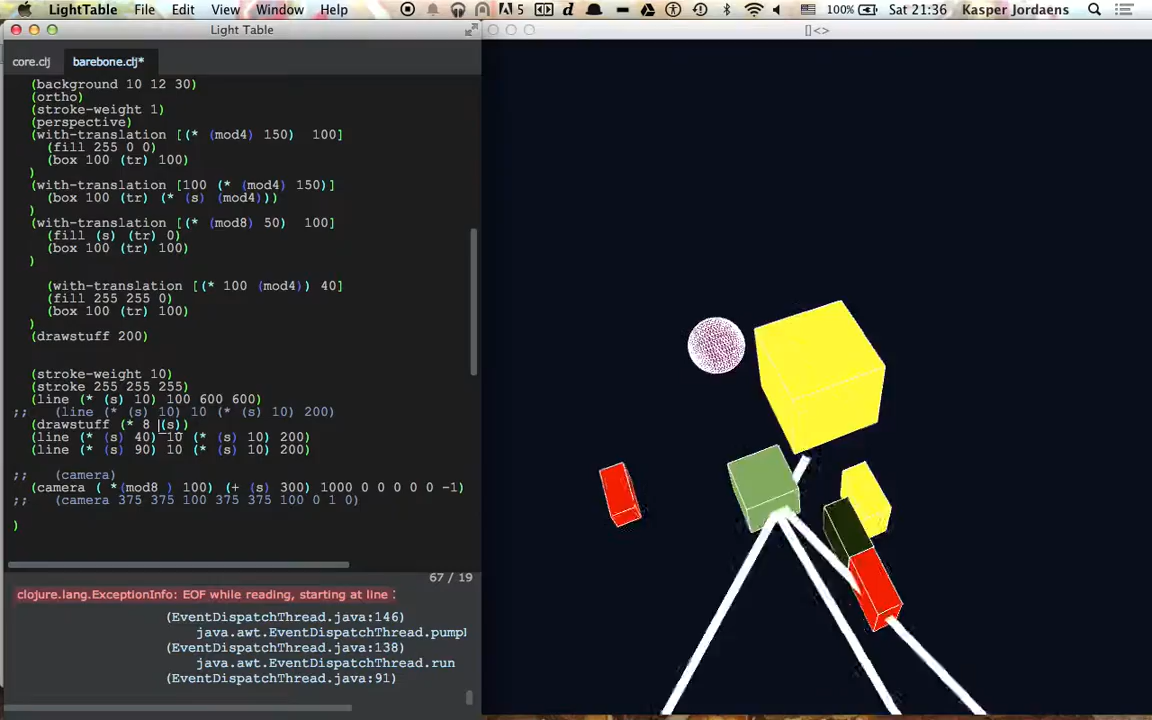 LightTable File Edit View Window Help 5 100% Sat 21:36 Kasper Jordaens
Light Table
[]<>
core.clj barebone.clj*
(background 10 12 30)
(ortho)
(stroke-weight 1)
(perspective)
(with-translation [(* (mod4) 150) 100]
(fill 255 0 0)
(box 100 (tr) 100)
)
(with-translation [100 (* (mod4) 150)]
(box 100 (tr) (* (s) (mod4)))
)
(with-translation [(* (mod8) 50) 100]
(fill (s) (tr) 0)
(box 100 (tr) 100)
)
(with-translation [(* 100 (mod4)) 40]
(fill 255 255 0)
(box 100 (tr) 100)
)
(drawstuff 200)
(stroke-weight 10)
(stroke 255 255 255)
(line (* (s) 10) 100 600 600)
;; (line (* (s) 10) 10 (* (s) 10) 200)
(drawstuff (* 8 (s))
(line (* (s) 40) 10 (* (s) 10) 200)
(line (* (s) 90) 10 (* (s) 10) 200)
;; (camera)
(camera ( *(mod8 ) 100) (+ (s) 300) 1000 0 0 0 0 0 -1)
;; (camera 375 375 100 375 375 100 0 1 0)
)
67 / 19
clojure.lang.ExceptionInfo: EOF while reading, starting at line :
(EventDispatchThread.java:146)
java.awt.EventDispatchThread.pump
(EventDispatchThread.java:138)
java.awt.EventDispatchThread.run
(EventDispatchThread.java:91)